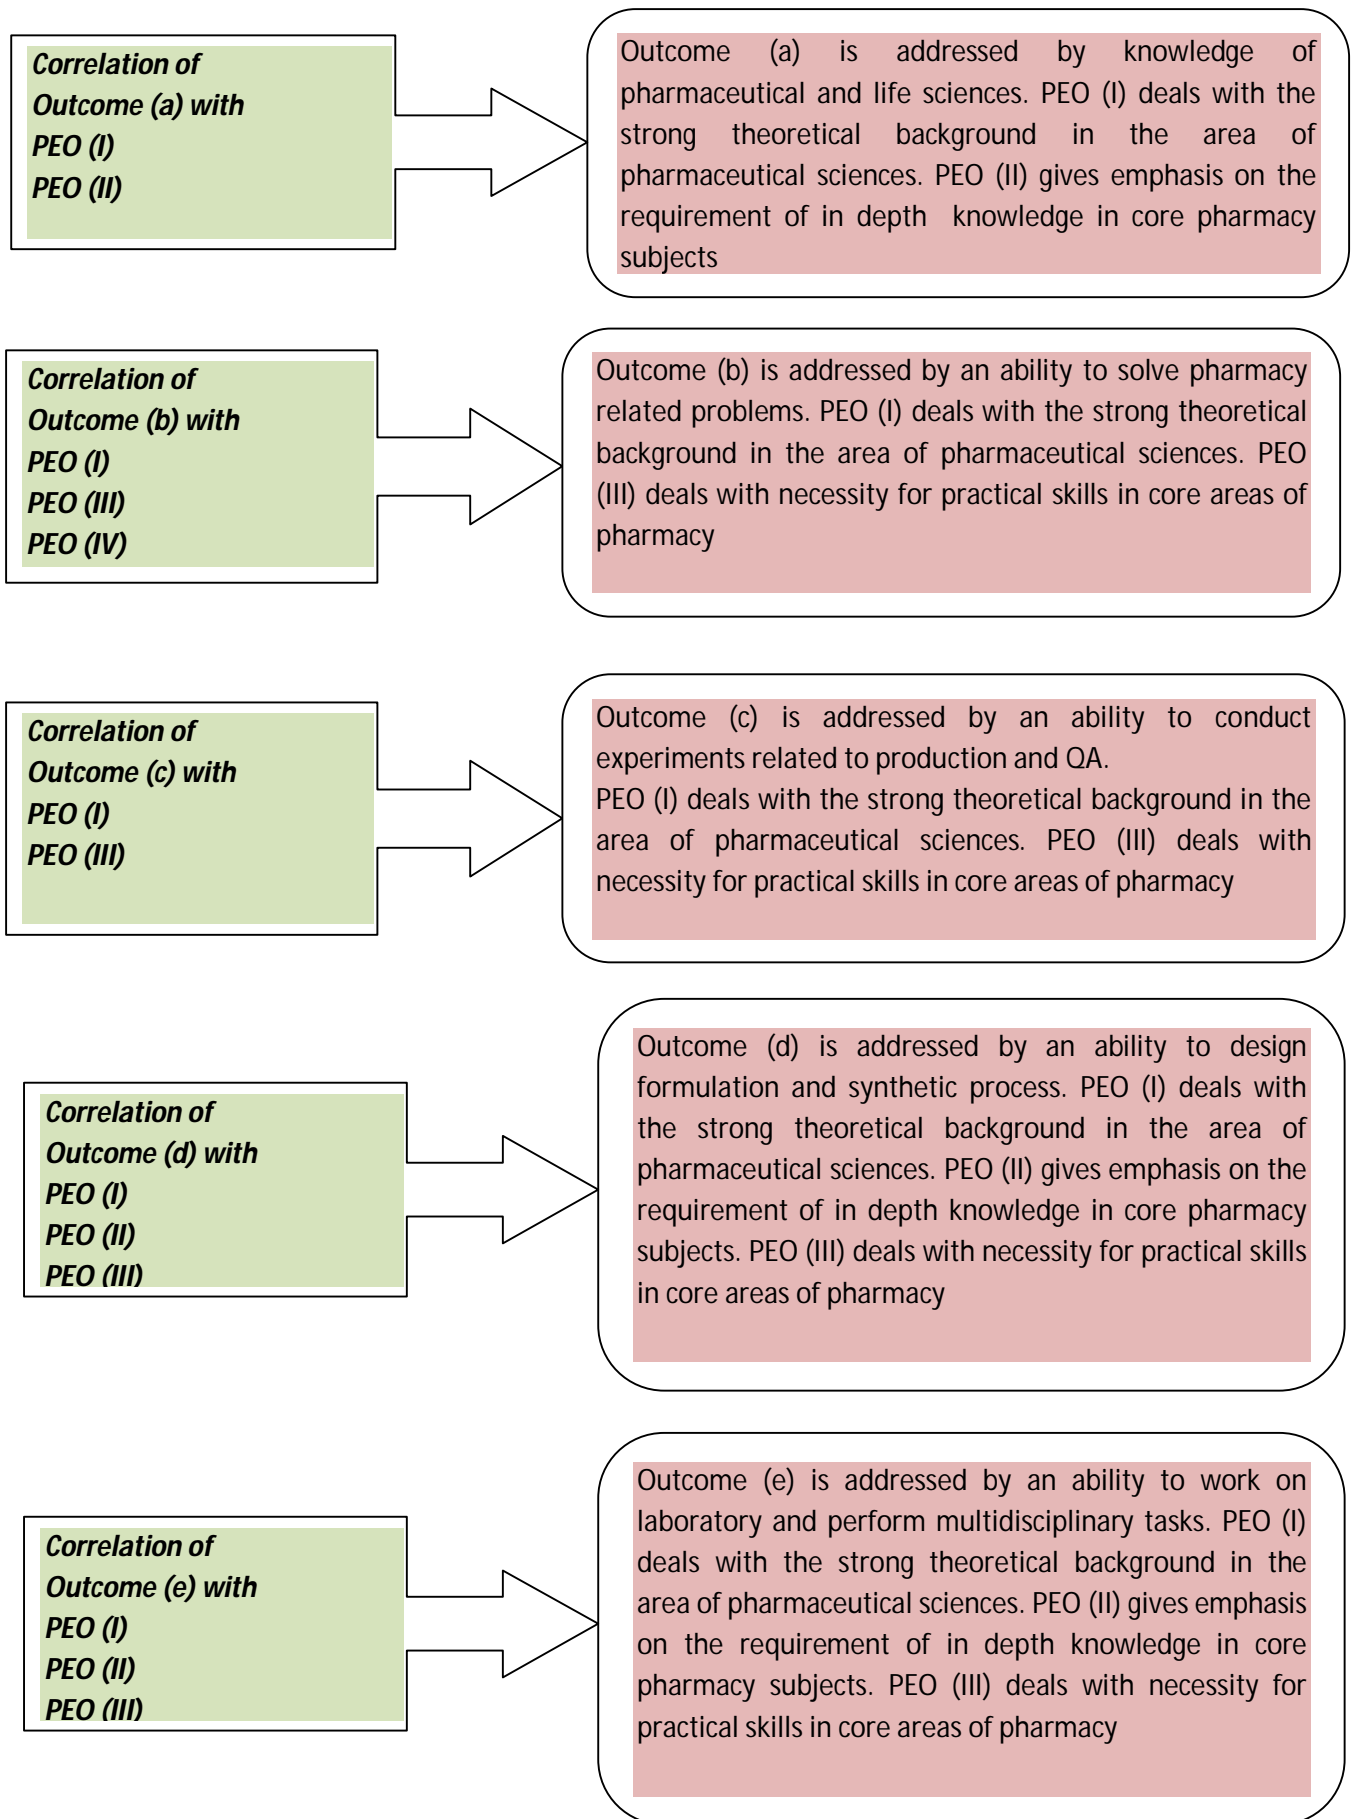 Correlation of
Outcome (a) with
PEO (I)
PEO (II)
Outcome (a) is addressed by knowledge of
pharmaceutical and life sciences. PEO (I) deals with the
strong theoretical background in the area of
pharmaceutical sciences. PEO (II) gives emphasis on the
requirement of in depth knowledge in core pharmacy
subjects
Correlation of
Outcome (b) with
PEO (I)
PEO (III)
PEO (IV)
Outcome (b) is addressed by an ability to solve pharmacy
related problems. PEO (I) deals with the strong theoretical
background in the area of pharmaceutical sciences. PEO
(III) deals with necessity for practical skills in core areas of
pharmacy
Correlation of
Outcome (c) with
PEO (I)
PEO (III)
Outcome (c) is addressed by an ability to conduct
experiments related to production and QA.
PEO (I) deals with the strong theoretical background in the
area of pharmaceutical sciences. PEO (III) deals with
necessity for practical skills in core areas of pharmacy
Correlation of
Outcome (d) with
PEO (I)
PEO (II)
PEO (III)
Outcome (d) is addressed by an ability to design
formulation and synthetic process. PEO (I) deals with
the strong theoretical background in the area of
pharmaceutical sciences. PEO (II) gives emphasis on the
requirement of in depth knowledge in core pharmacy
subjects. PEO (III) deals with necessity for practical skills
in core areas of pharmacy
Correlation of
Outcome (e) with
PEO (I)
PEO (II)
PEO (III)
Outcome (e) is addressed by an ability to work on
laboratory and perform multidisciplinary tasks. PEO (I)
deals with the strong theoretical background in the
area of pharmaceutical sciences. PEO (II) gives emphasis
on the requirement of in depth knowledge in core
pharmacy subjects. PEO (III) deals with necessity for
practical skills in core areas of pharmacy